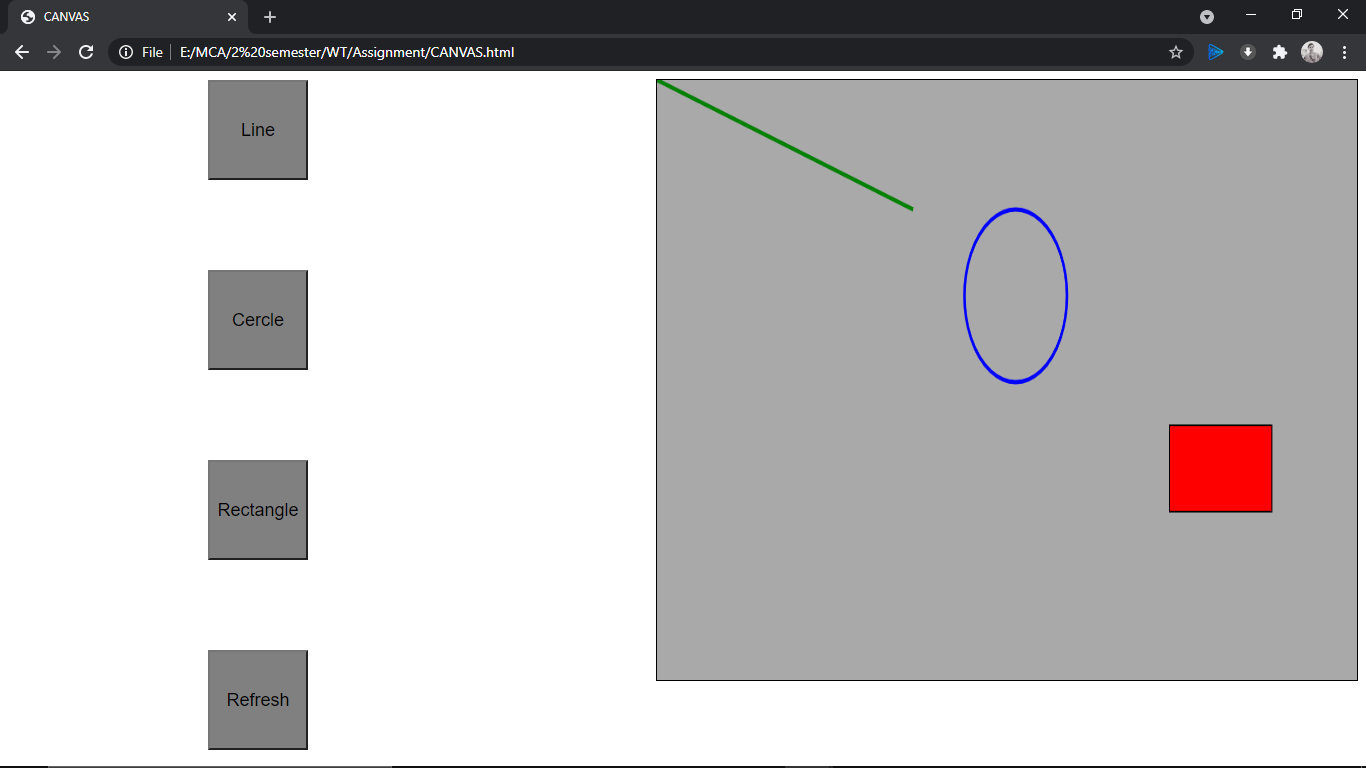 CANVAS
File E:/MCA/2%20semester/WT/Assignment/CANVAS.html
Line
Cercle
Rectangle
Refresh